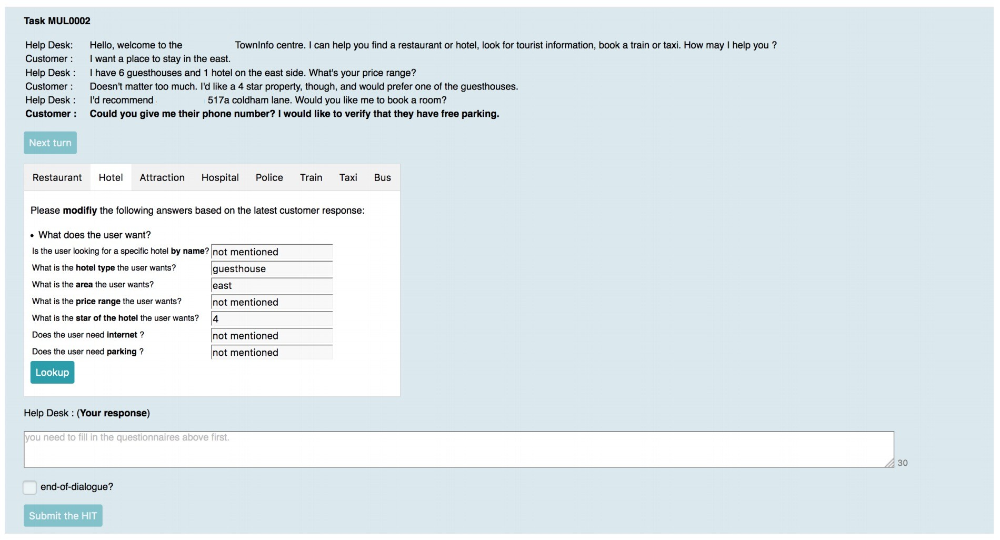 Task MUL0002
Help Desk: Hello, welcome to the TownInfo centre. I can help you find a restaurant or hotel, look for tourist information, book a train or taxi. How may I help you ?
Customer : I want a place to stay in the east.
Help Desk : I have 6 guesthouses and 1 hotel on the east side. What's your price range?
Customer : Doesn't matter too much. I'd like a 4 star property, though, and would prefer one of the guesthouses.
Help Desk : I'd recommend 517a coldham lane. Would you like me to book a room?
Customer : Could you give me their phone number? I would like to verify that they have free parking.
Next turn
Restaurant Hotel Attraction Hospital Police Train Taxi Bus
Please modifiy the following answers based on the latest customer response:
• What does the user want?
Is the user looking for a specific hotel by name? not mentioned
What is the hotel type the user wants? guesthouse
What is the area the user wants? east
What is the price range the user wants? not mentioned
What is the star of the hotel the user wants? 4
Does the user need internet ? not mentioned
Does the user need parking ? not mentioned
Lookup
Help Desk : (Your response)
you need to fill in the questionnaires above first.
30
end-of-dialogue?
Submit the HIT